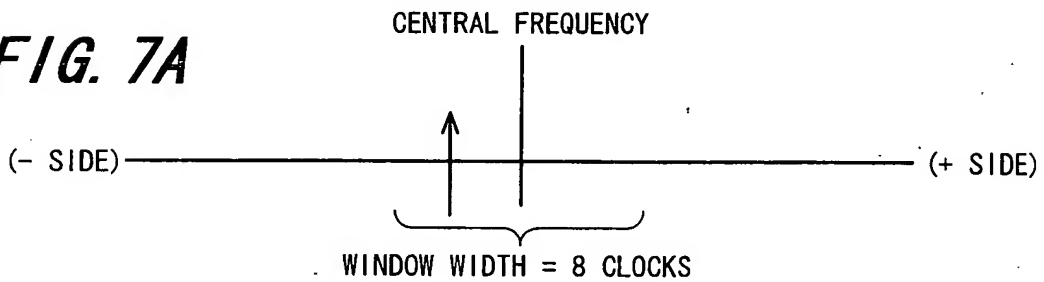 CENTRAL FREQUENCY
FIG. 7A
(- SIDE)
(+ SIDE)
WINDOW WIDTH = 8 CLOCKS